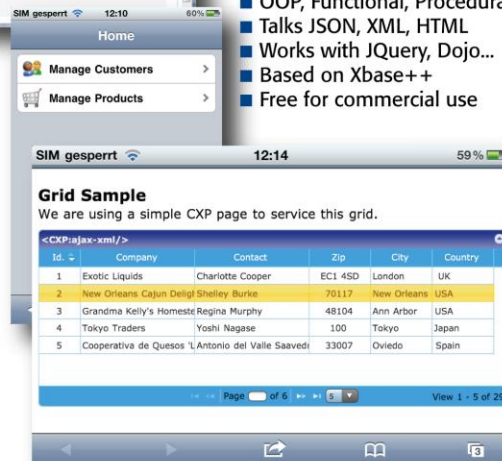 OOP, Functional, Procedura
Talks JSON, XML, HTML
Works with JQuery, Dojo...
Based on Xbase++
Free for commercial use
SIM gesperrt 12:10 60%
Home
Manage Customers
Manage Products
SIM gesperrt 12:14 59%
Grid Sample
We are using a simple CXP page to service this grid.
<CXP:ajax-xml/>
Id. Company Contact Zip City Country
1 Exotic Liquids Charlotte Cooper EC1 4SD London UK
2 New Orleans Cajun Deligl Shelley Burke 70117 New Orleans USA
3 Grandma Kelly's Homeste Regina Murphy 48104 Ann Arbor USA
4 Tokyo Traders Yoshi Nagase 100 Tokyo Japan
5 Cooperativa de Quesos 'L Antonio del Valle Saavedr 33007 Oviedo Spain
Page of 6 5 View 1 - 5 of 29
3